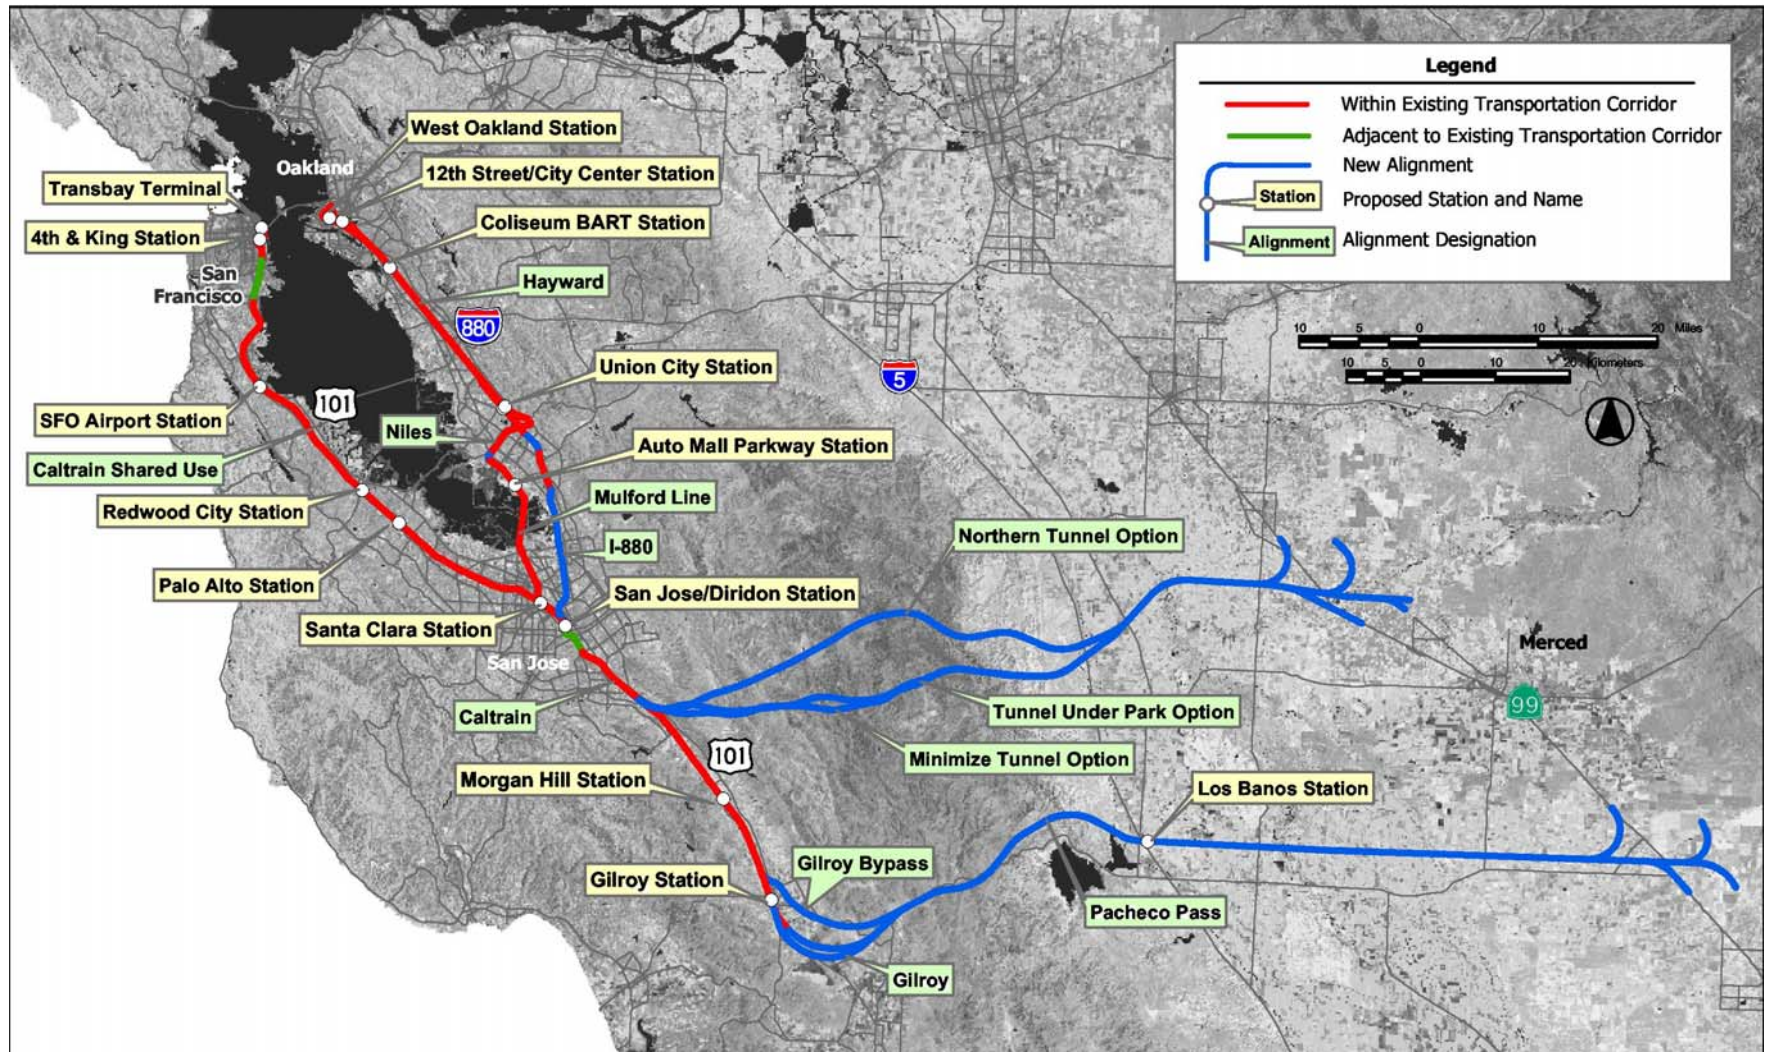 Legend
Within Existing Transportation Corridor
Adjacent to Existing Transportation Corridor
New Alignment
Station
Proposed Station and Name
Alignment
Alignment Designation
10 5 0 10 20 Miles
10 5 0 10 20 Kilometers
West Oakland Station
Oakland
12th Street/City Center Station
Transbay Terminal
4th & King Station
Coliseum BART Station
San
Francisco
Hayward
880
Union City Station
5
101
SFO Airport Station
Niles
Auto Mall Parkway Station
Caltrain Shared Use
Redwood City Station
Mulford Line
I-880
Northern Tunnel Option
Palo Alto Station
San Jose/Diridon Station
Santa Clara Station
San Jose
Merced
99
Caltrain
Tunnel Under Park Option
101
Minimize Tunnel Option
Morgan Hill Station
Los Banos Station
Gilroy Bypass
Gilroy Station
Pacheco Pass
Gilroy